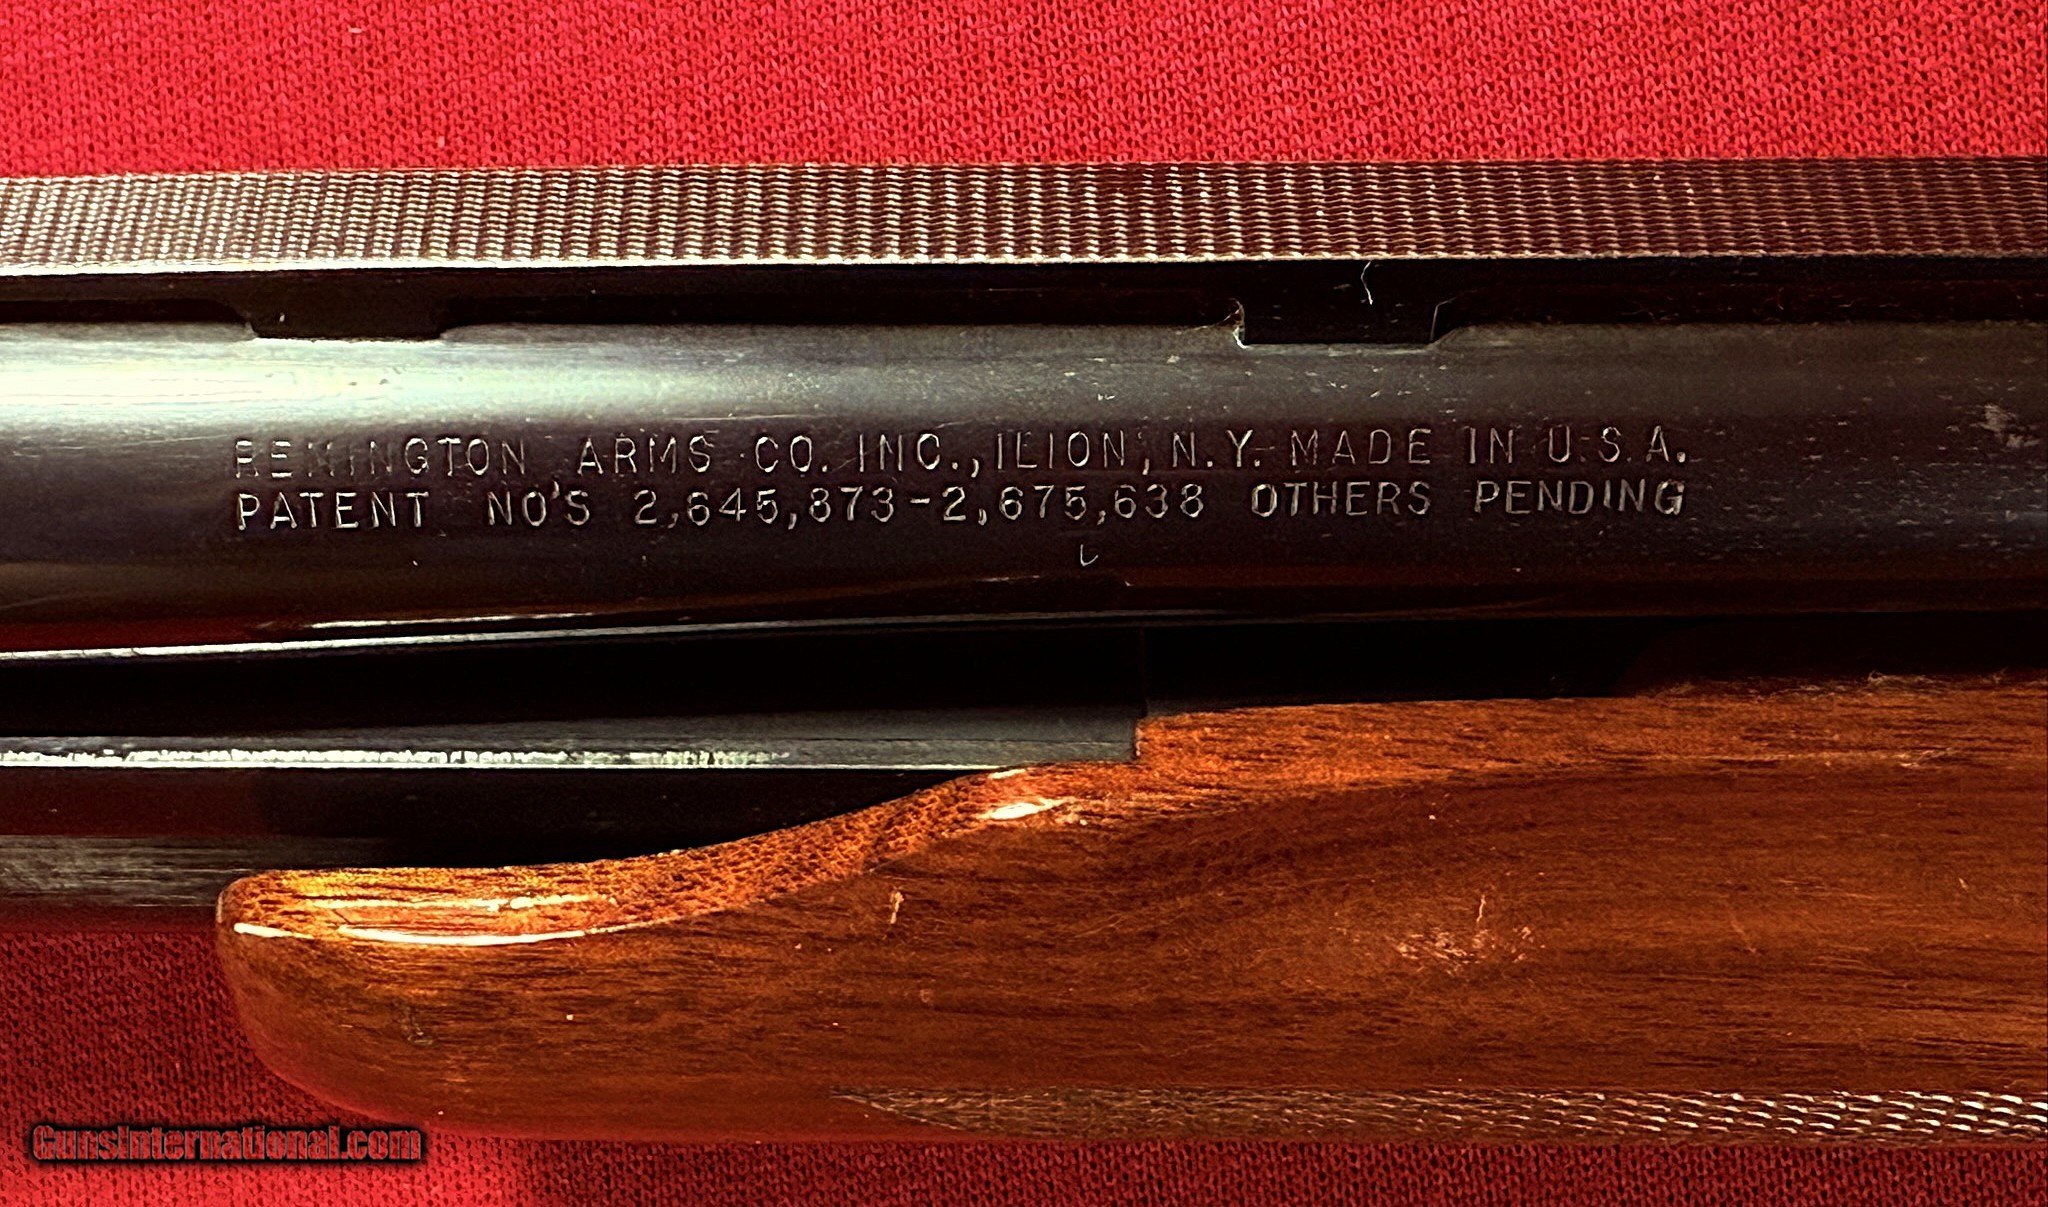 REMINGTON ARMS CO. INC., ILION, N.Y. MADE IN U.S.A.
PATENT NO'S 2,645,873-2,675,638 OTHERS PENDING
GunsInternational.com